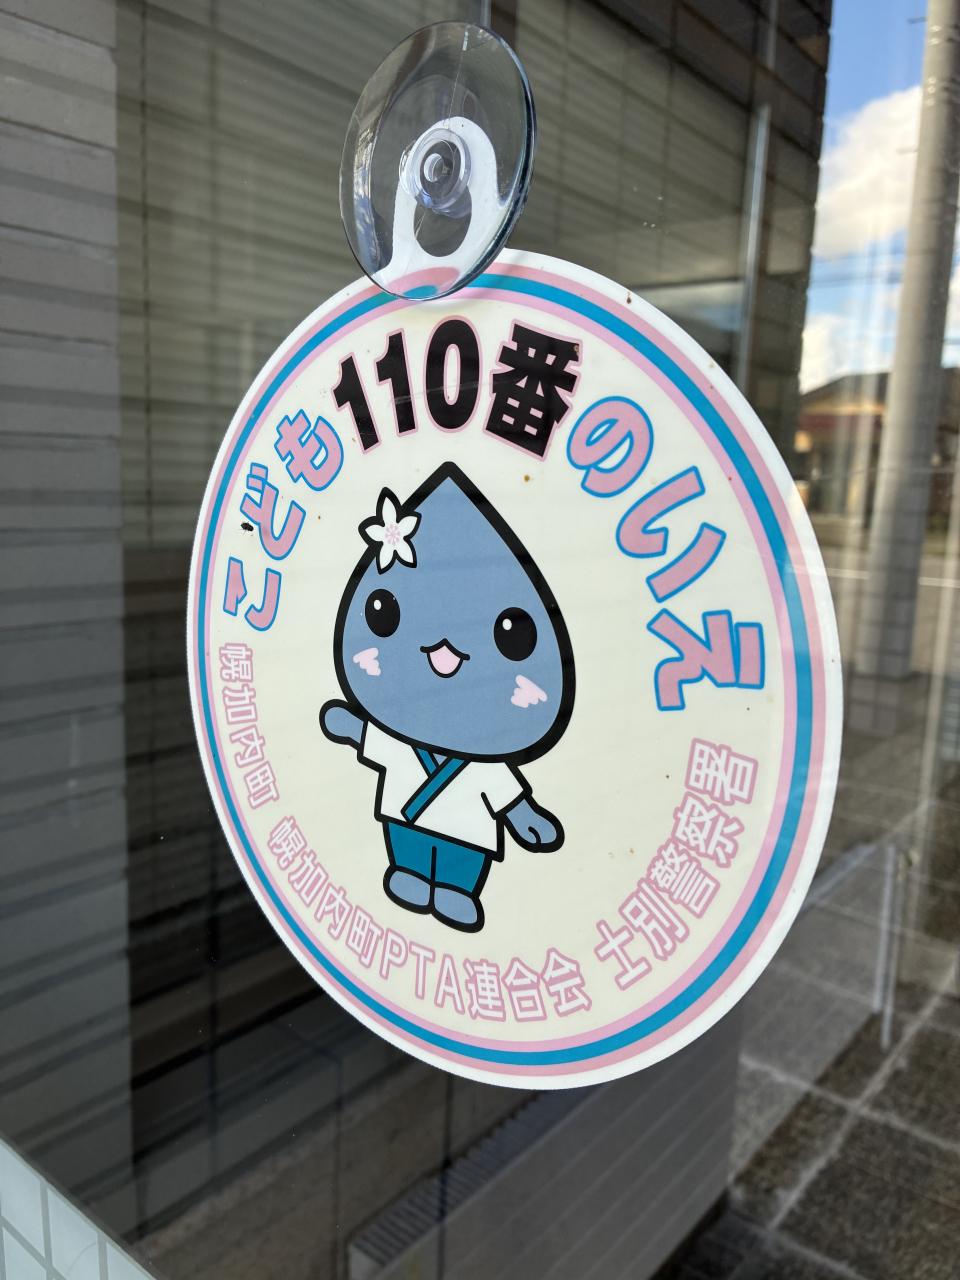 こども110番のいえ
幌加内町
幌加内町PTA連合会
士別警察署